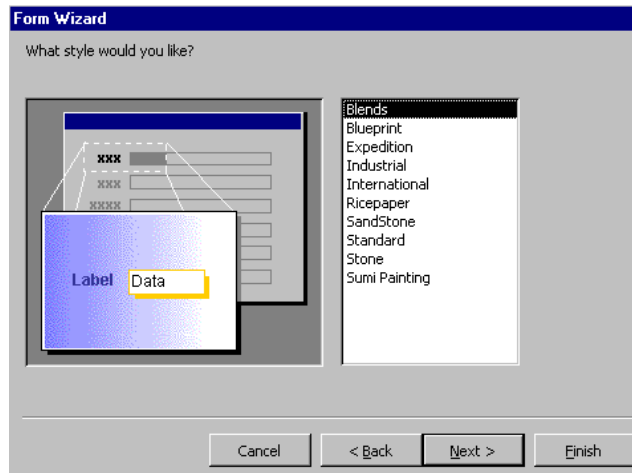 Form Wizard
What style would you like?
xxx
xxx
xxxx
Label Data
Blends
Blueprint
Expedition
Industrial
International
Ricepaper
SandStone
Standard
Stone
Sumi Painting
Cancel < Back Next > Finish